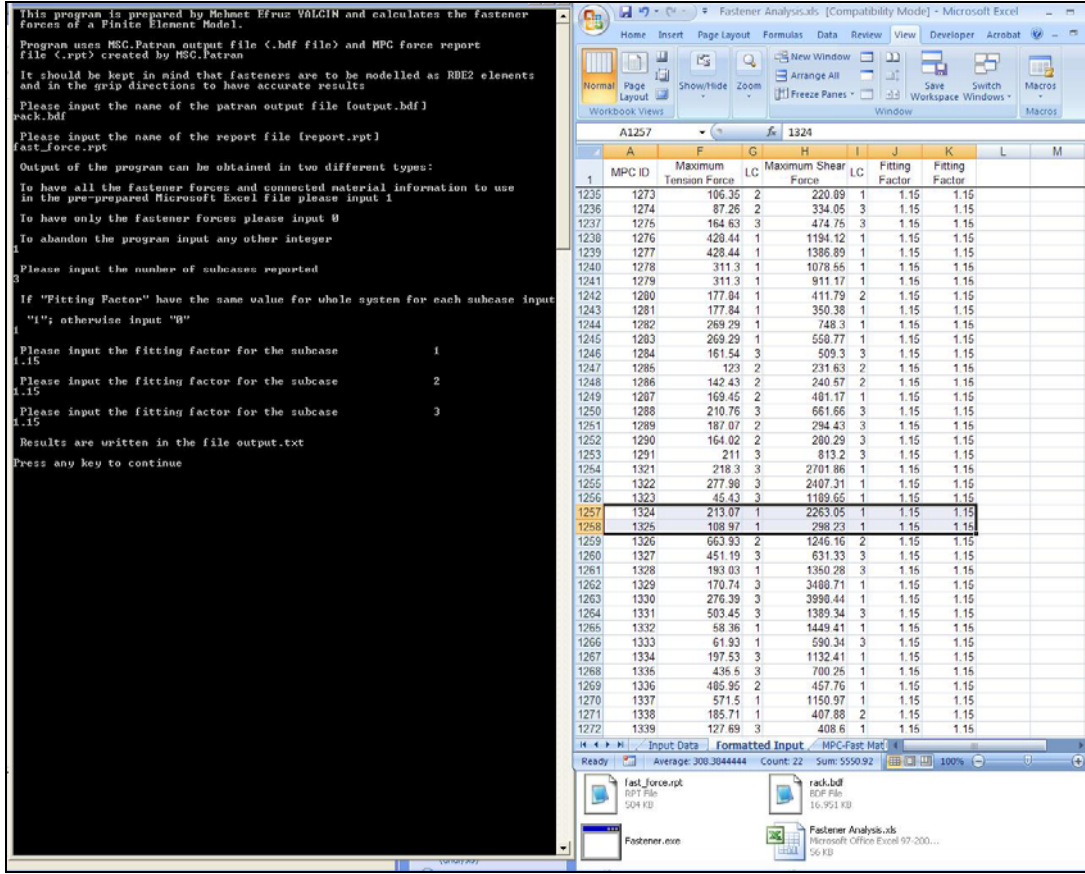 This program is prepared by Mehmet Efruz YALCIN and calculates the fastener
forces of a Finite Element Model.
Program uses MSC.Patran output file (.bdf file) and MPC force report
file (.rpt) created by MSC.Patran
It should be kept in mind that fasteners are to be modelled as RBE2 elements
and in the grip directions to have accurate results
Please input the name of the patran output file [output.bdf]
rack.bdf
Please input the name of the report file [report.rpt]
fast_force.rpt
Output of the program can be obtained in two different types:
To have all the fastener forces and connected material information to use
in the pre-prepared Microsoft Excel file please input 1
To have only the fastener forces please input 0
To abandon the program input any other integer
1
Please input the number of subcases reported
3
If "Fitting Factor" have the same value for whole system for each subcase input
"1"; otherwise input "0"
1
Please input the fitting factor for the subcase 1
1.15
Please input the fitting factor for the subcase 2
1.15
Please input the fitting factor for the subcase 3
1.15
Results are written in the file output.txt
Press any key to continue
Fastener Analysis.xls [Compatibility Mode] - Microsoft Excel
Home Insert Page Layout Formulas Data Review View Developer Acrobat
Normal Page Layout Show/Hide Zoom New Window Arrange All Freeze Panes Save Workspace Switch Windows Macros
Workbook Views Window Macros
A1257 fx 1324
A F G H I J K L M
1 MPC ID Maximum Tension Force LC Maximum Shear Force LC Fitting Factor Fitting Factor
1235 1273 106.35 2 220.89 1 1.15 1.15
1236 1274 87.26 2 334.05 3 1.15 1.15
1237 1275 164.63 3 474.75 3 1.15 1.15
1238 1276 428.44 1 1194.12 1 1.15 1.15
1239 1277 428.44 1 1386.89 1 1.15 1.15
1240 1278 311.3 1 1078.55 1 1.15 1.15
1241 1279 311.3 1 911.17 1 1.15 1.15
1242 1280 177.84 1 411.79 2 1.15 1.15
1243 1281 177.84 1 350.38 1 1.15 1.15
1244 1282 269.29 1 748.3 1 1.15 1.15
1245 1283 269.29 1 558.77 1 1.15 1.15
1246 1284 161.54 3 509.3 3 1.15 1.15
1247 1285 123 2 231.63 2 1.15 1.15
1248 1286 142.43 2 240.57 2 1.15 1.15
1249 1287 169.45 2 481.17 1 1.15 1.15
1250 1288 210.76 3 661.66 3 1.15 1.15
1251 1289 187.07 2 294.43 3 1.15 1.15
1252 1290 164.02 2 280.29 3 1.15 1.15
1253 1291 211 3 813.2 3 1.15 1.15
1254 1321 218.3 3 2701.86 1 1.15 1.15
1255 1322 277.98 3 2407.31 1 1.15 1.15
1256 1323 45.43 3 1189.65 1 1.15 1.15
1257 1324 213.07 1 2263.05 1 1.15 1.15
1258 1325 108.97 1 298.23 1 1.15 1.15
1259 1326 663.93 2 1246.16 2 1.15 1.15
1260 1327 451.19 3 631.33 3 1.15 1.15
1261 1328 193.03 1 1350.28 3 1.15 1.15
1262 1329 170.74 3 3488.71 1 1.15 1.15
1263 1330 276.39 3 3998.44 1 1.15 1.15
1264 1331 503.45 3 1389.34 3 1.15 1.15
1265 1332 58.36 1 1449.41 1 1.15 1.15
1266 1333 61.93 1 590.34 3 1.15 1.15
1267 1334 197.53 3 1132.41 1 1.15 1.15
1268 1335 435.5 3 700.25 1 1.15 1.15
1269 1336 485.95 2 457.76 1 1.15 1.15
1270 1337 571.5 1 1150.97 1 1.15 1.15
1271 1338 185.71 1 407.88 2 1.15 1.15
1272 1339 127.69 3 408.6 1 1.15 1.15
Input Data Formatted Input MPC-Fast Mat
Ready Average: 308.3844444 Count: 22 Sum: 5550.92 100%
fast_force.rpt
RPT File
504 KB
rack.bdf
BDF File
16.951 KB
Fastener.exe
Fastener Analysis.xls
Microsoft Office Excel 97-200...
56 KB
(analysis)